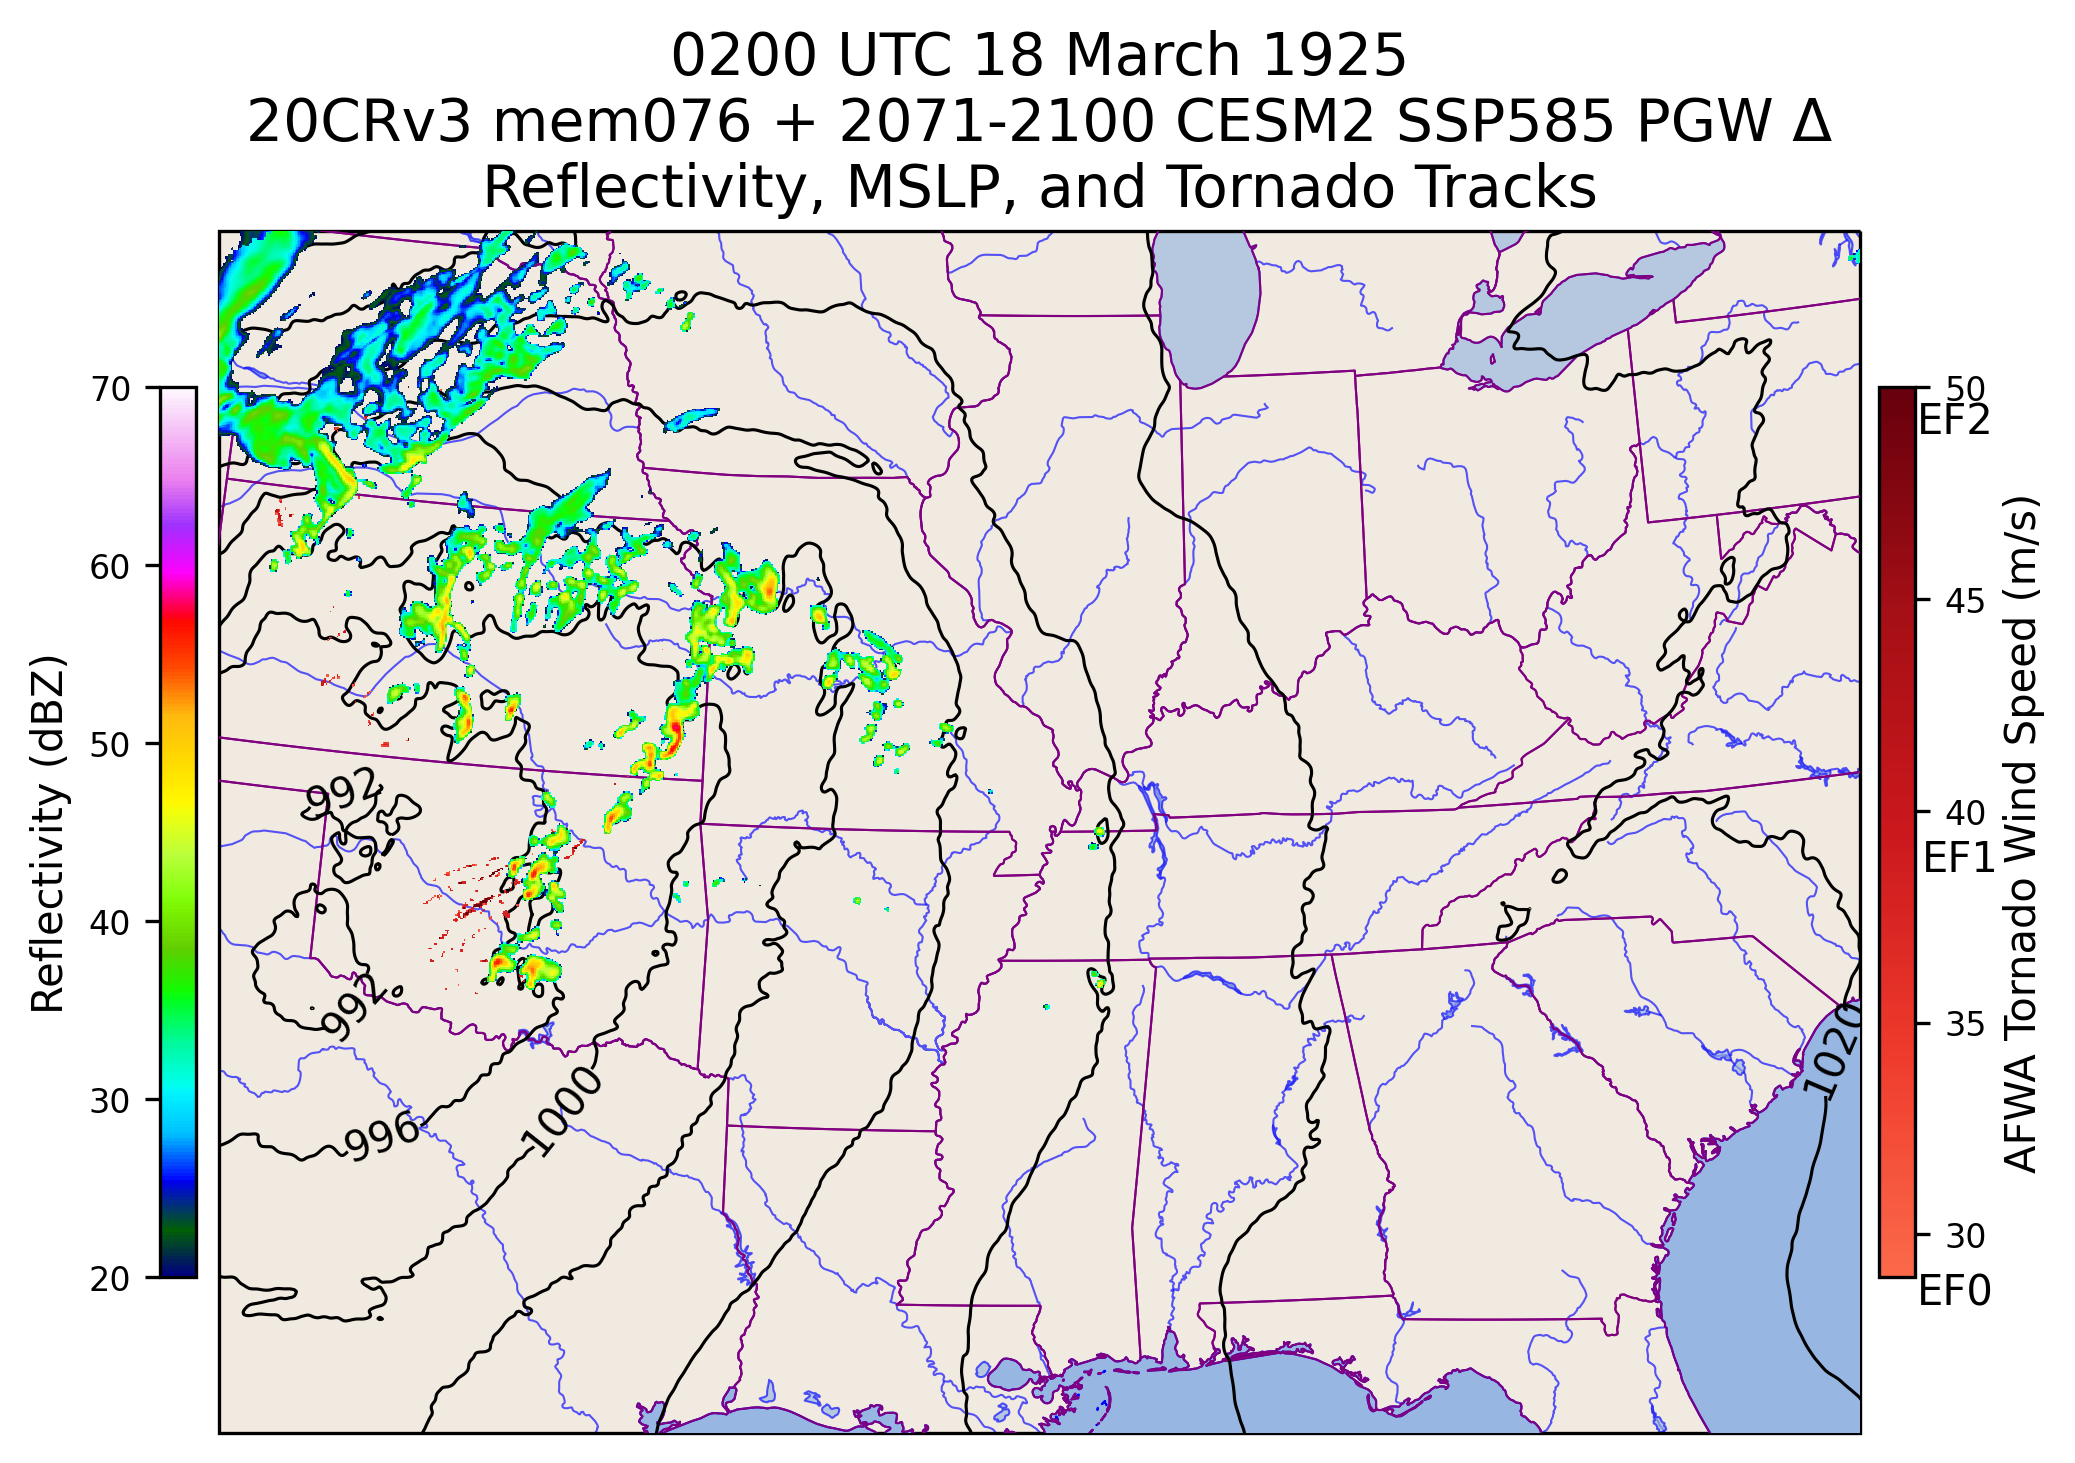 0200 UTC 18 March 1925
20CRv3 mem076 + 2071-2100 CESM2 SSP585 PGW Δ
Reflectivity, MSLP, and Tornado Tracks
70
60
50
40
30
20
Reflectivity (dBZ)
992
992
996
1000
1020
50
EF2
45
40
EF1
35
30
EF0
AFWA Tornado Wind Speed (m/s)